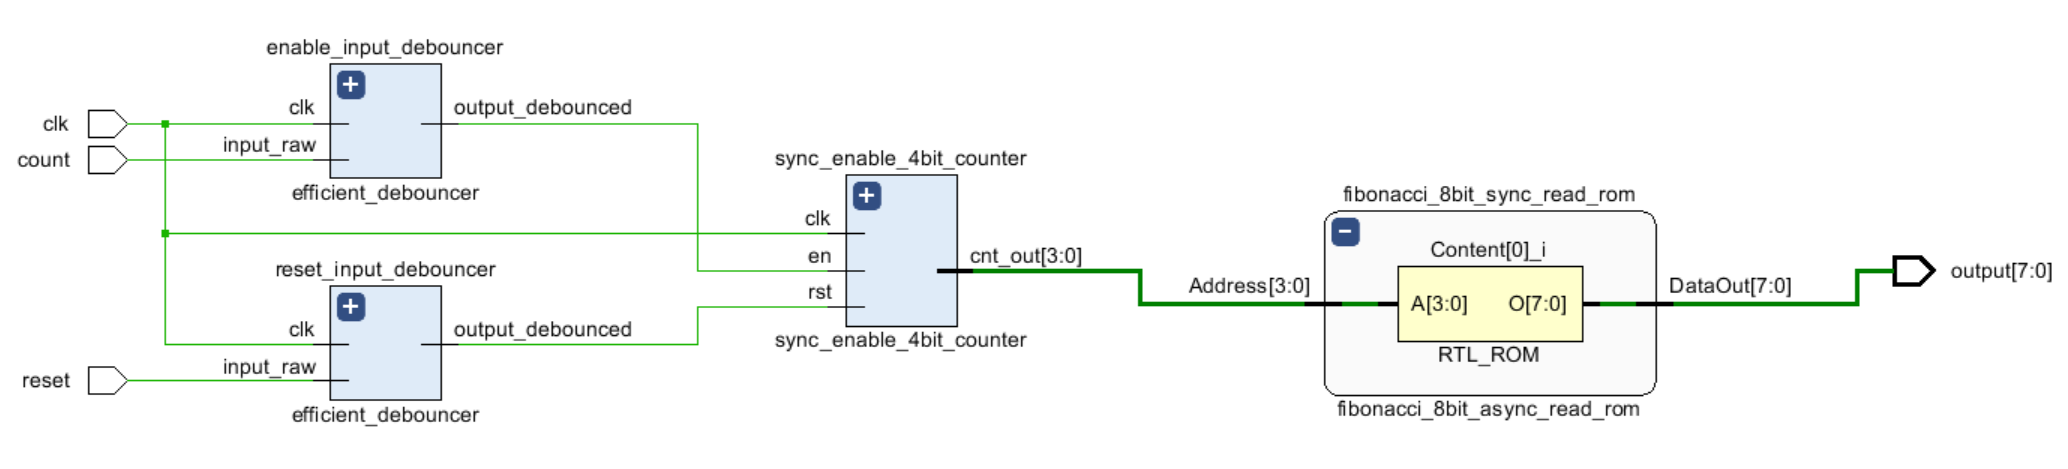 enable_input_debouncer
clk
input_raw
output_debounced
efficient_debouncer
clk
count
reset
reset_input_debouncer
clk
input_raw
output_debounced
efficient_debouncer
sync_enable_4bit_counter
clk
en
rst
cnt_out[3:0]
sync_enable_4bit_counter
fibonacci_8bit_sync_read_rom
Content[0]_i
Address[3:0]
A[3:0]
O[7:0]
RTL_ROM
DataOut[7:0]
fibonacci_8bit_async_read_rom
output[7:0]